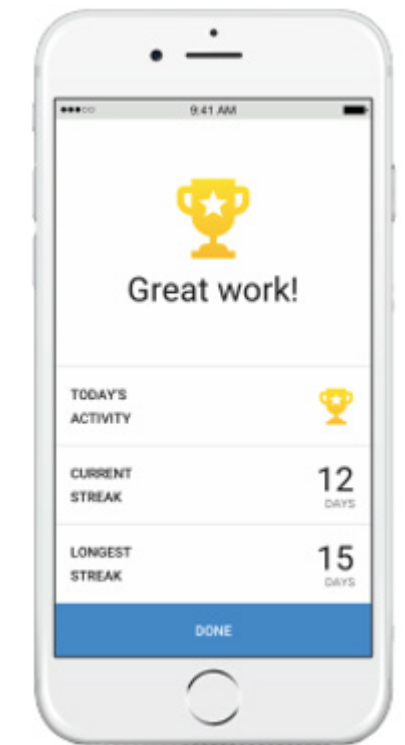 9:41 AM
Great work!
TODAY'S
ACTIVITY
CURRENT
STREAK
12
DAYS
LONGEST
STREAK
15
DAYS
DONE